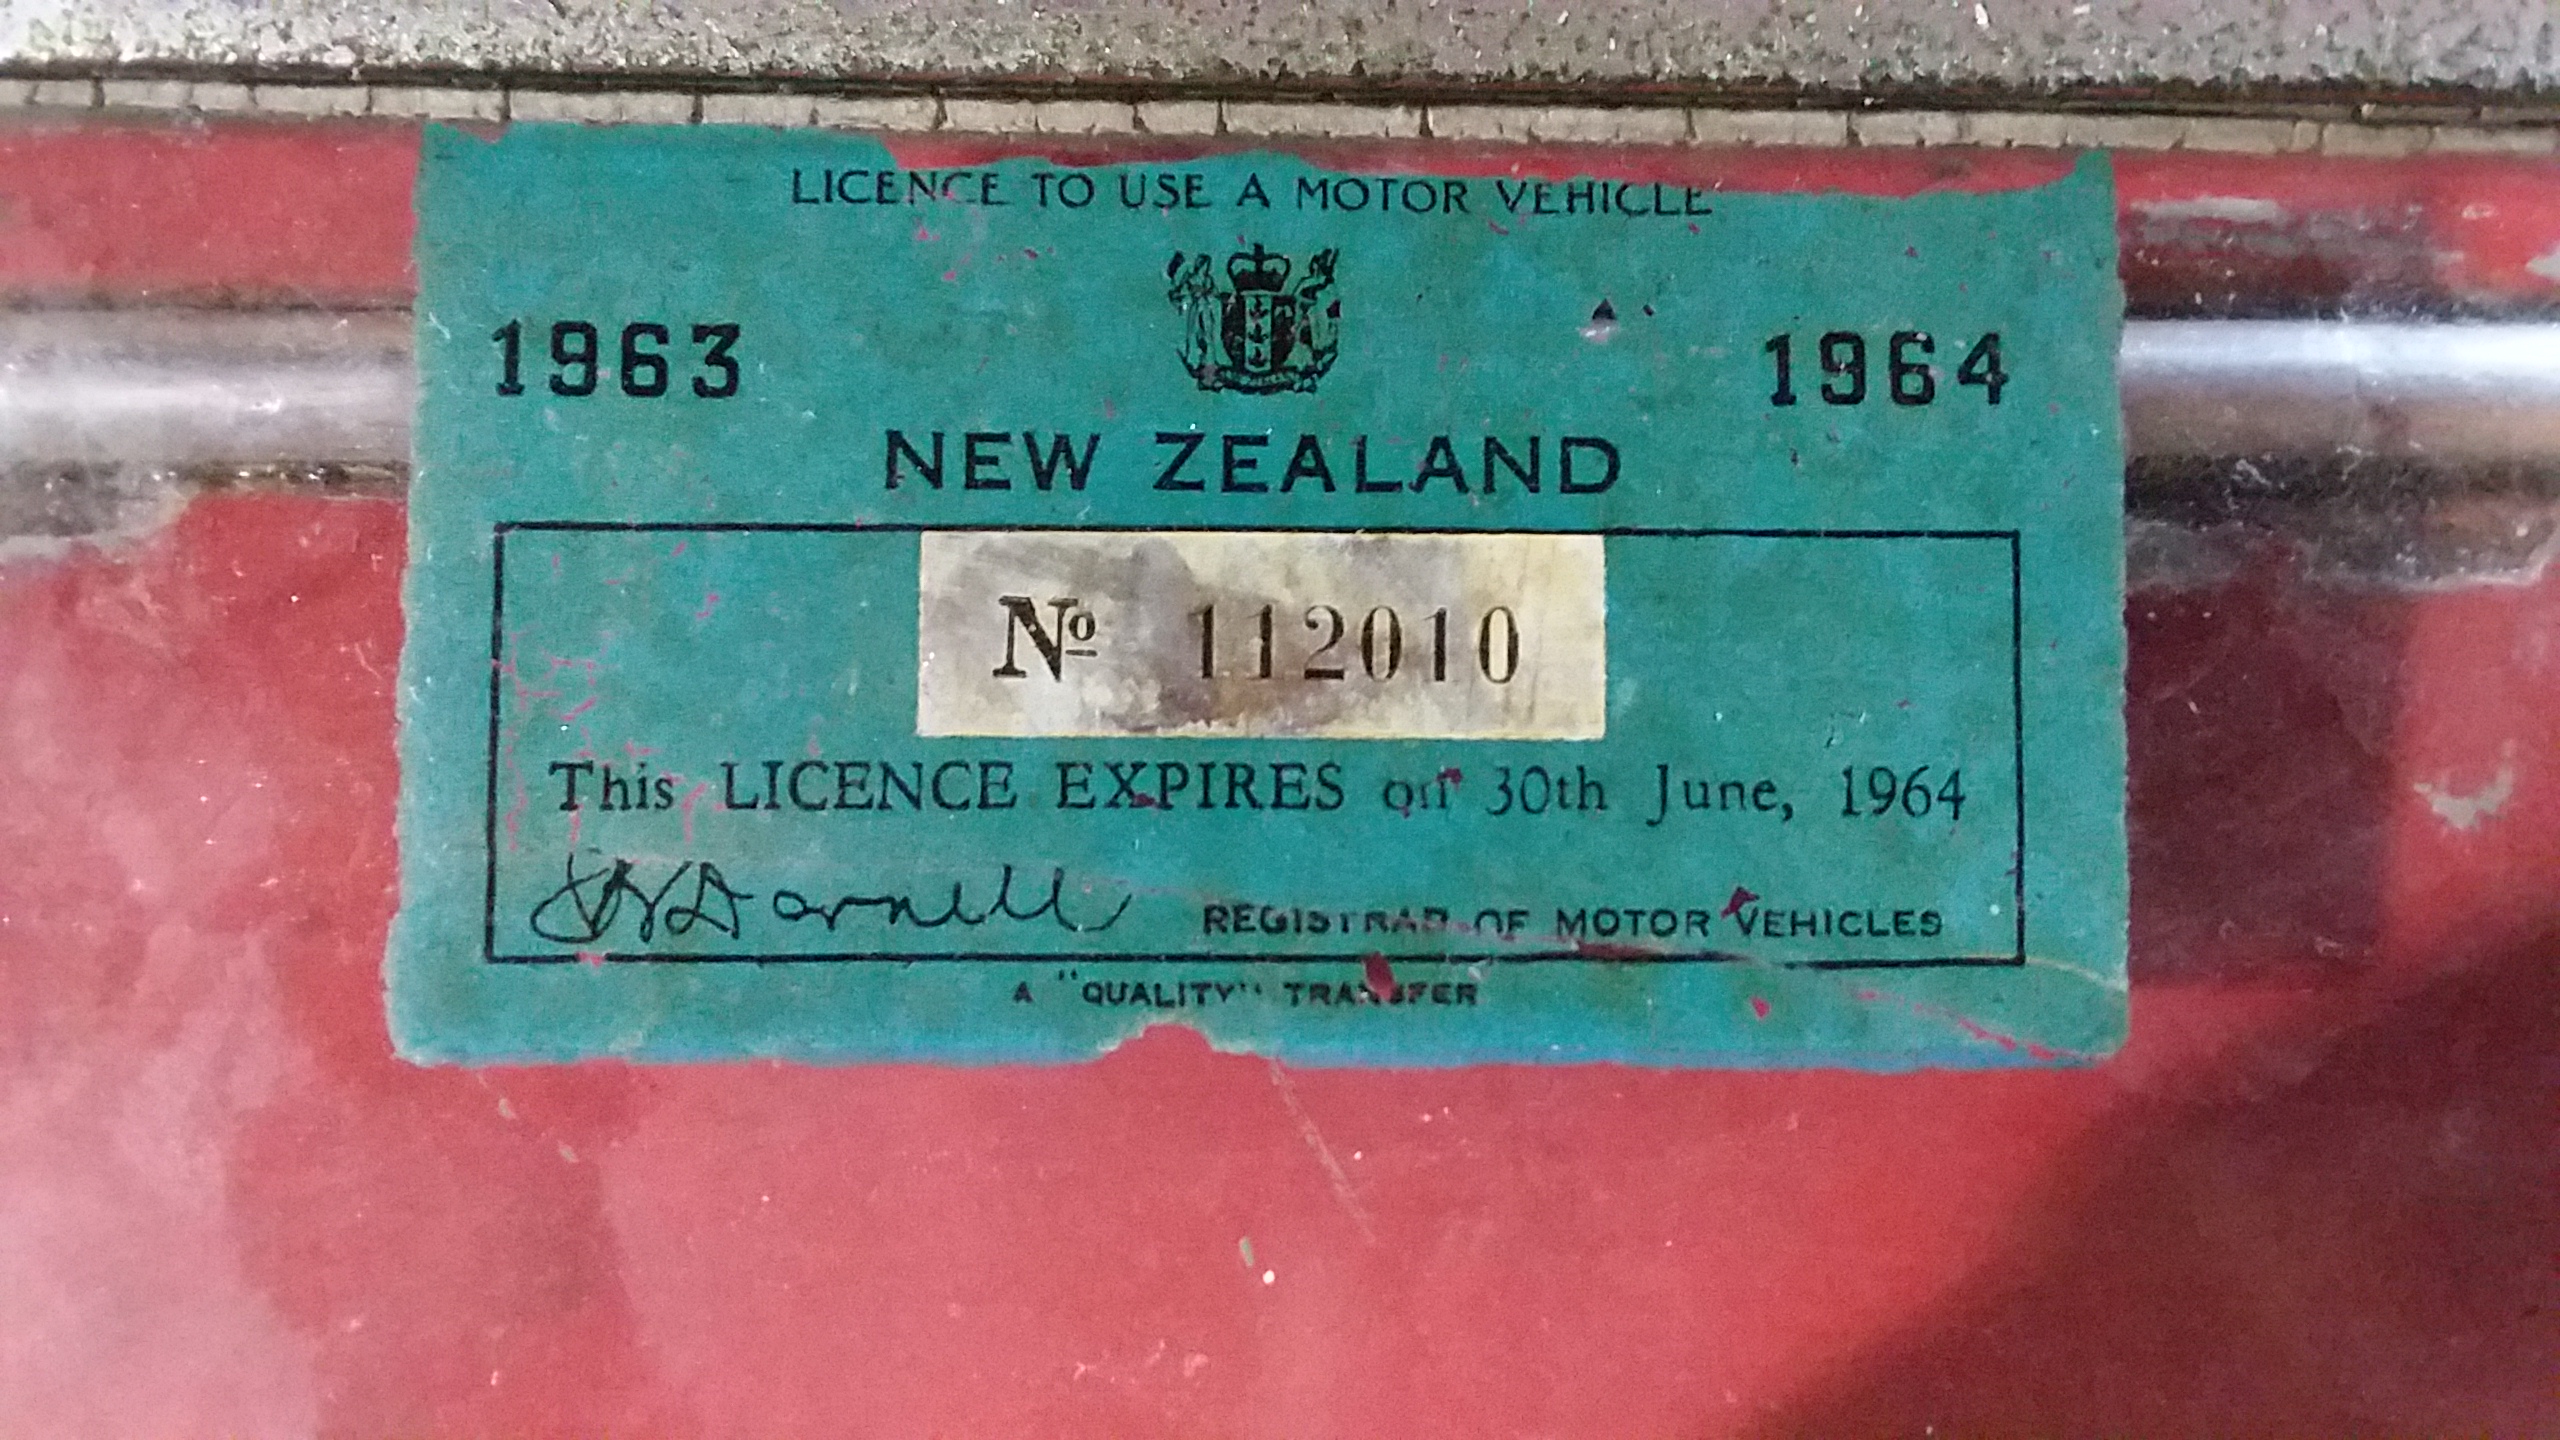 LICENCE TO USE A MOTOR VEHICLE
1963 1964
NEW ZEALAND
Nº 112010
This LICENCE EXPIRES on 30th June, 1964
REGISTRAR OF MOTOR VEHICLES
A "QUALITY" TRANSFER